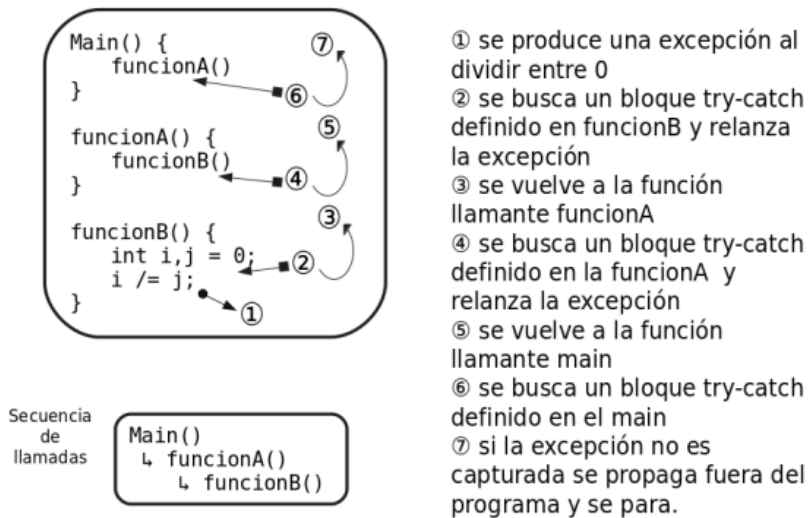 Main() {
funcionA()
}
funcionA() {
funcionB()
}
funcionB() {
int i,j = 0;
i /= j;
}
⑦
⑥
⑤
④
③
②
①
Secuencia
de
llamadas
Main()
↳ funcionA()
↳ funcionB()
① se produce una excepción al
dividir entre 0
② se busca un bloque try-catch
definido en funcionB y relanza
la excepción
③ se vuelve a la función
llamante funcionA
④ se busca un bloque try-catch
definido en la funcionA y
relanza la excepción
⑤ se vuelve a la función
llamante main
⑥ se busca un bloque try-catch
definido en el main
⑦ si la excepción no es
capturada se propaga fuera del
programa y se para.